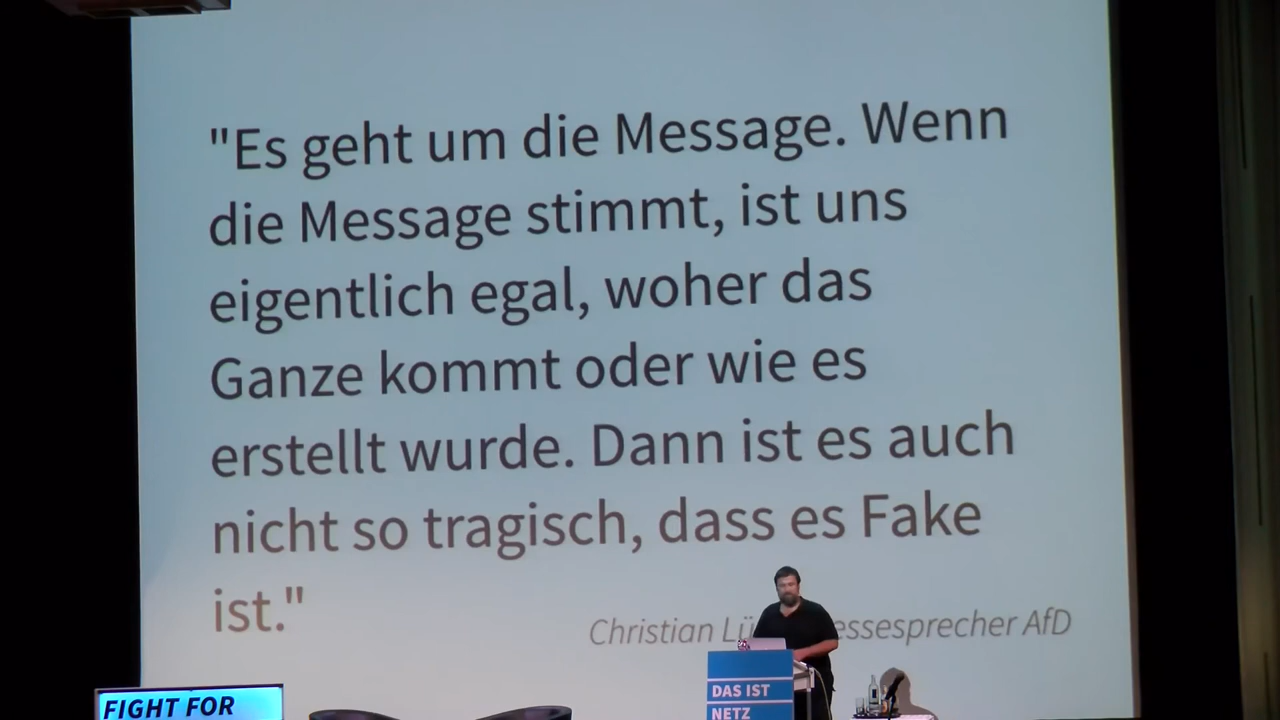 "Es geht um die Message. Wenn
die Message stimmt, ist uns
eigentlich egal, woher das
Ganze kommt oder wie es
erstellt wurde. Dann ist es auch
nicht so tragisch, dass es Fake
ist."
Christian AfD
FIGHT FOR
DAS IST
NETZ